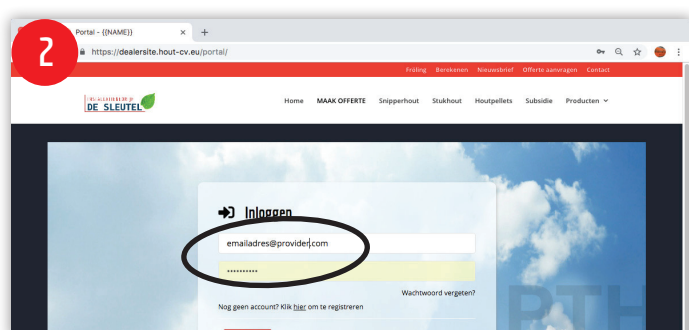 2
Portal - {{NAME}} × +
https://dealersite.hout-cv.eu/portal/
Fröling Berekenen Nieuwsbrief Offerte aanvragen Contact
DE SLEUTEL
Home MAAK OFFERTE Snipperhout Stukhout Houtpellets Subsidie Producten
Inloggen
emailadres@provider.com
**********
Wachtwoord vergeten?
Nog geen account? Klik hier om te registreren
PTH